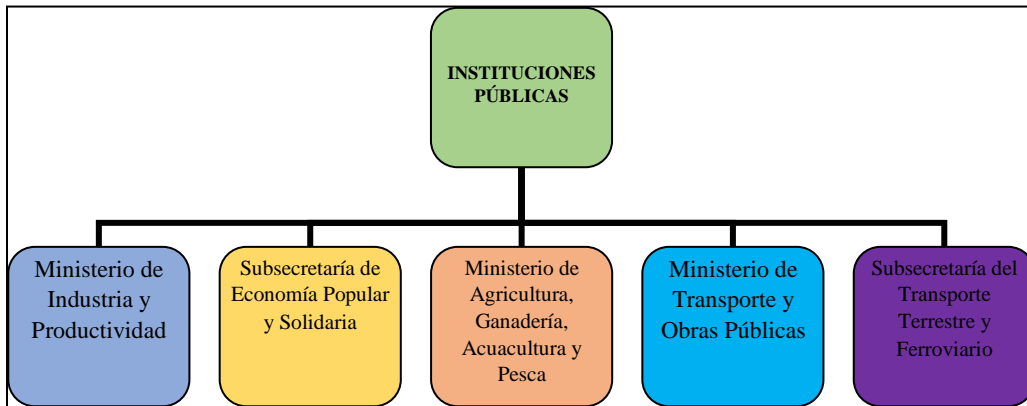 INSTITUCIONES
PÚBLICAS
Ministerio de
Industria y
Productividad
Subsecretaría de
Economía Popular
y Solidaria
Ministerio de
Agricultura,
Ganadería,
Acuacultura y
Pesca
Ministerio de
Transporte y
Obras Públicas
Subsecretaría del
Transporte
Terrestre y
Ferroviario